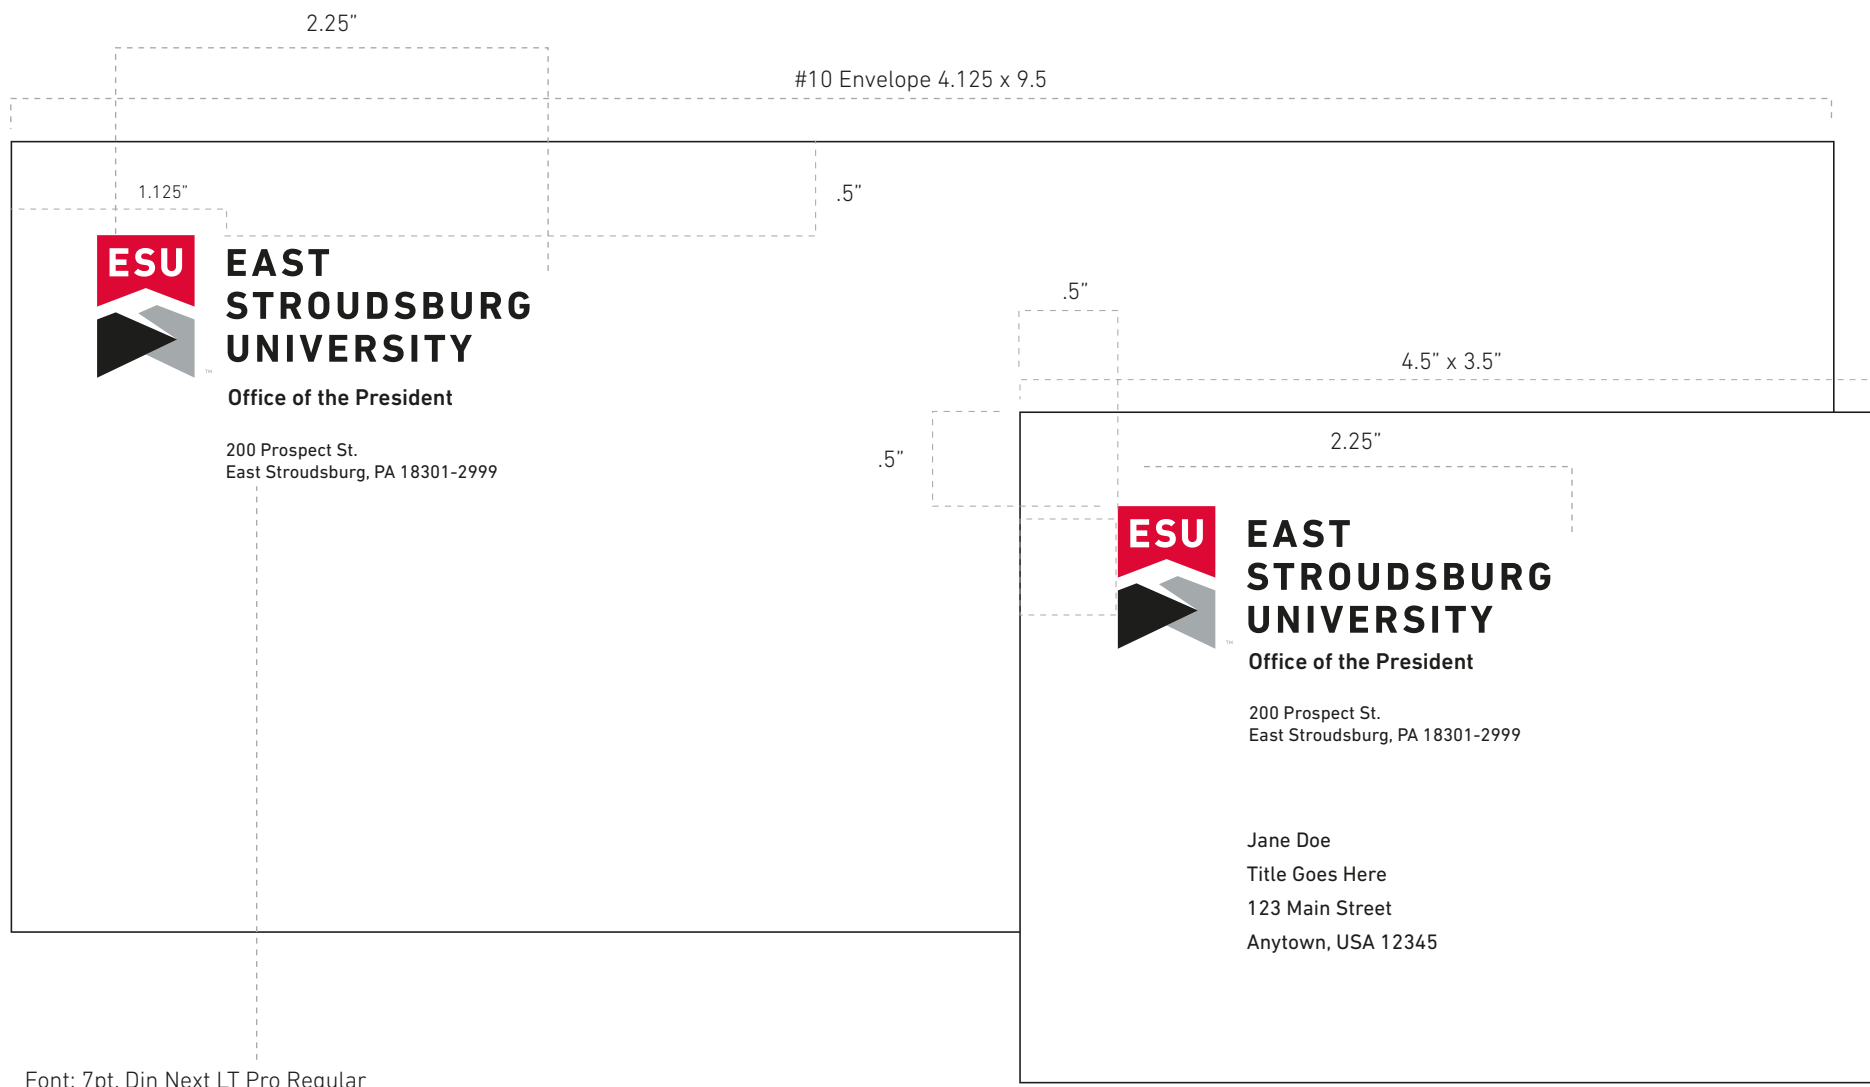 2.25”
#10 Envelope 4.125 x 9.5
1.125”
.5”
ESU
EAST
STROUDSBURG
UNIVERSITY
™
Office of the President
200 Prospect St.
East Stroudsburg, PA 18301-2999
.5”
4.5” x 3.5”
.5”
2.25”
ESU
EAST
STROUDSBURG
UNIVERSITY
™
Office of the President
200 Prospect St.
East Stroudsburg, PA 18301-2999
Jane Doe
Title Goes Here
123 Main Street
Anytown, USA 12345
Font: 7pt. Din Next LT Pro Regular